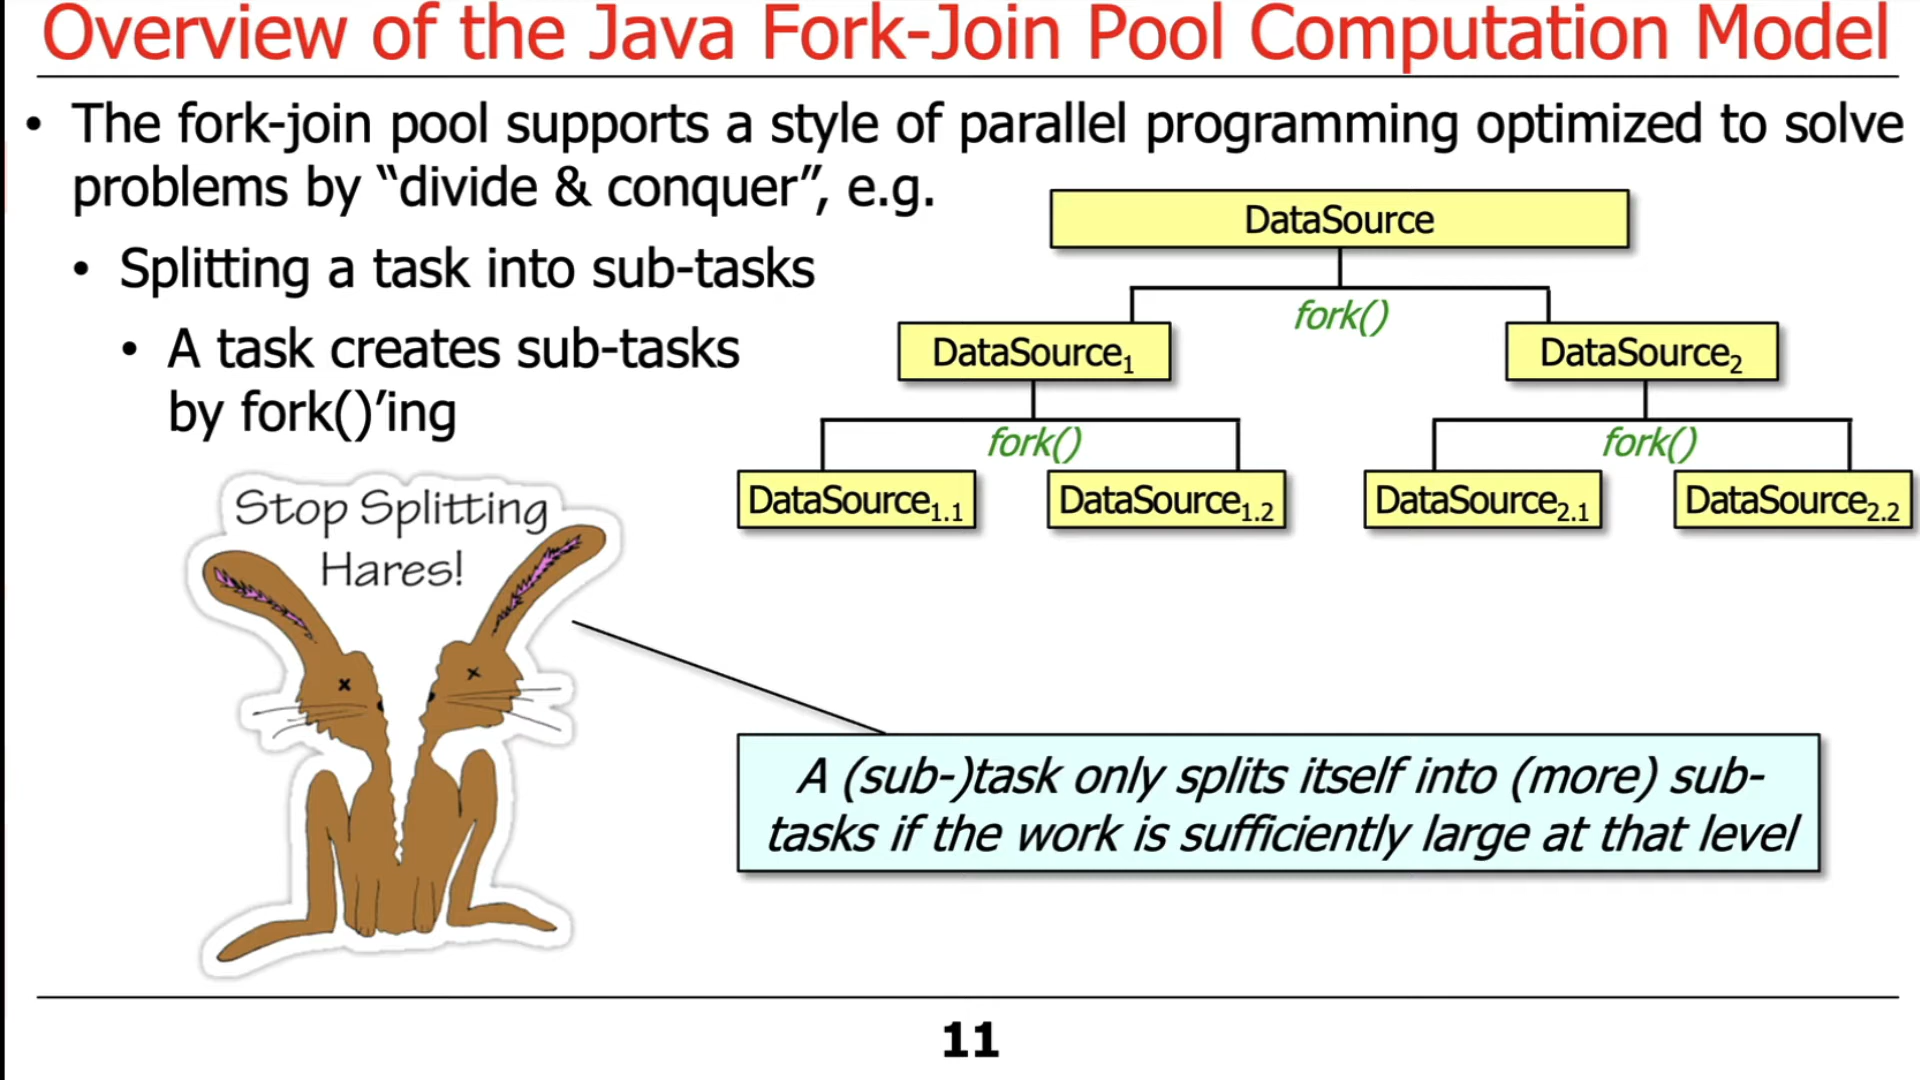 Overview of the Java Fork-Join Pool Computation Model
• The fork-join pool supports a style of parallel programming optimized to solve
problems by “divide & conquer”, e.g.
• Splitting a task into sub-tasks
• A task creates sub-tasks
by fork()’ing
DataSource
fork()
DataSource1
DataSource2
fork()
fork()
DataSource1.1
DataSource1.2
DataSource2.1
DataSource2.2
Stop Splitting
Hares!
A (sub-)task only splits itself into (more) sub-
tasks if the work is sufficiently large at that level
11